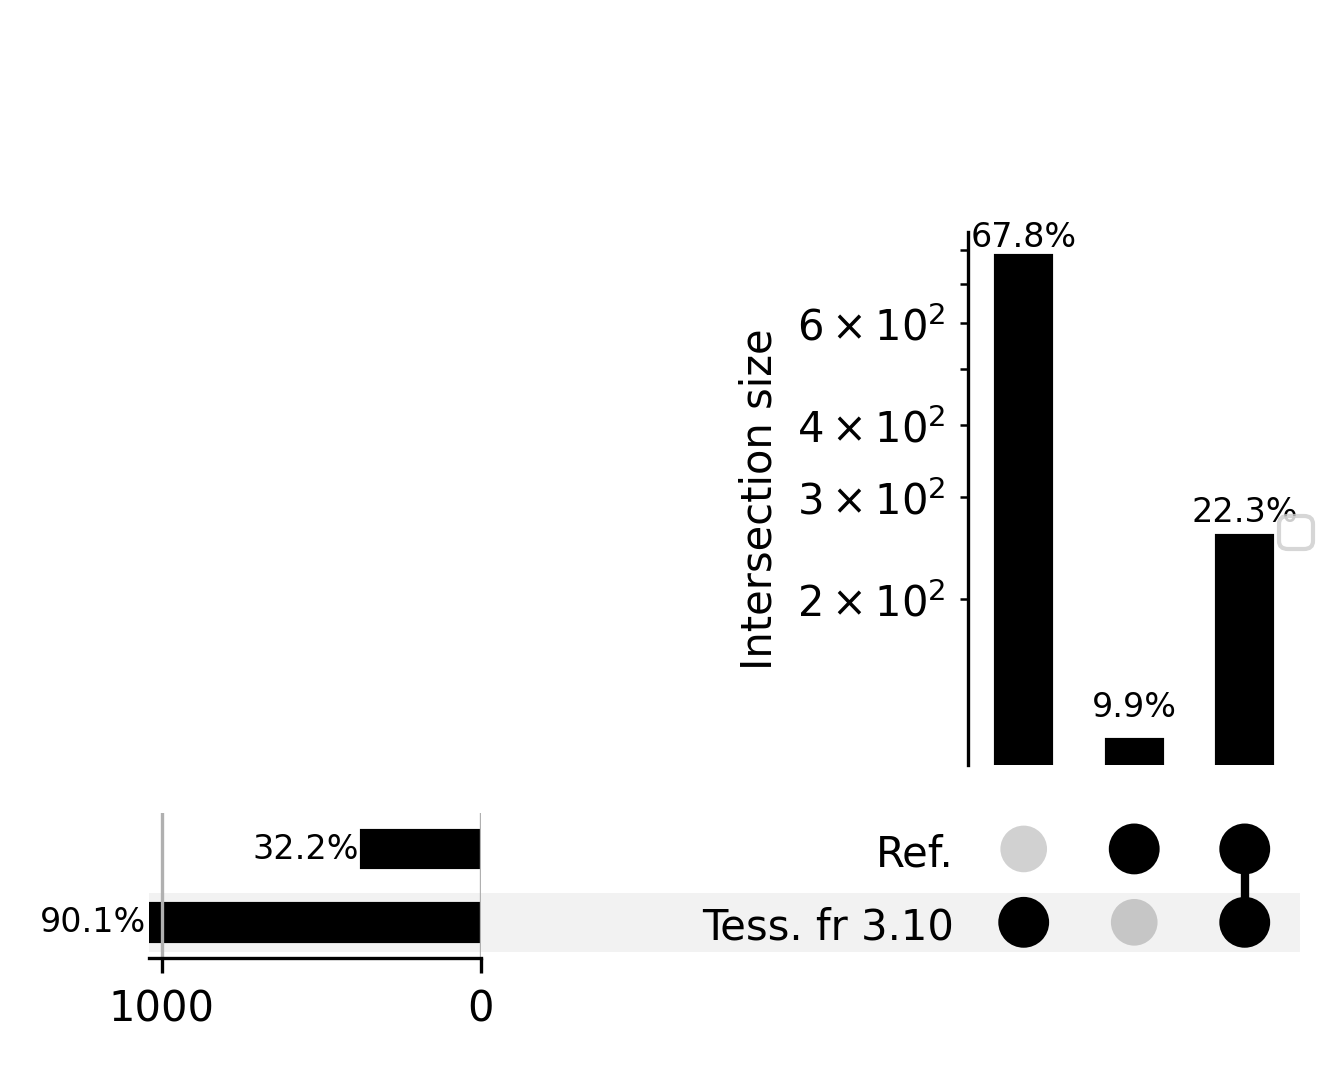 67.8%
6 × 10²
4 × 10²
3 × 10²
2 × 10²
Intersection size
22.3%
9.9%
32.2%
Ref.
90.1%
Tess. fr 3.10
1000
0